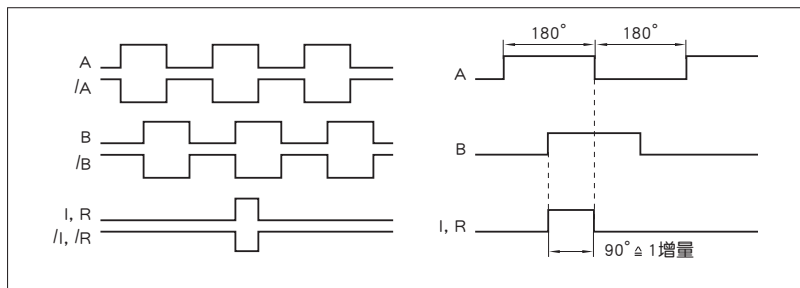 A
/A
B
/B
I, R
/I, /R
180° 180°
A
B
I, R
90° ≙ 1增量